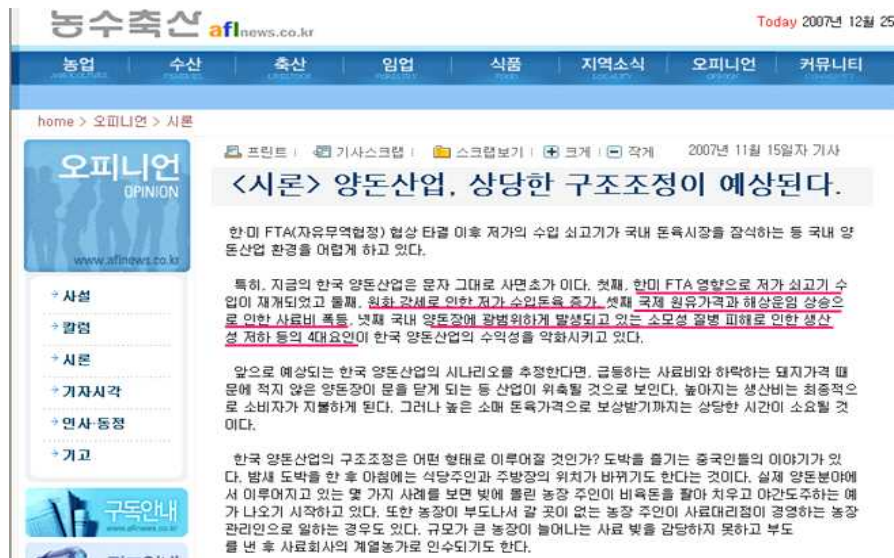 농수축산 aflnews.co.kr
Today 2007년 12월 25
농업 수산 축산 임업 식품 지역소식 오피니언 커뮤니티
home > 오피니언 > 시론
오피니언
OPINION
www.aflnews.co.kr
사설
칼럼
시론
기자시각
인사·동정
기고
구독안내
프린트 | 기사스크랩 | 스크랩보기 | 크게 | 작게 2007년 11월 15일자 기사
<시론> 양돈산업, 상당한 구조조정이 예상된다.
한·미 FTA(자유무역협정) 협상 타결 이후 저가의 수입 쇠고기가 국내 돈육시장을 잠식하는 등 국내 양
돈산업 환경을 어렵게 하고 있다.
특히, 지금의 한국 양돈산업은 문자 그대로 사면초가 이다. 첫째, 한미 FTA 영향으로 저가 쇠고기 수
입이 재개되었고 둘째, 원화 강세로 인한 저가 수입돈육 증가, 셋째 국제 원유가격과 해상운임 상승으
로 인한 사료비 폭등, 넷째 국내 양돈장에 광범위하게 발생되고 있는 소모성 질병 피해로 인한 생산
성 저하 등의 4대요인이 한국 양돈산업의 수익성을 악화시키고 있다.
앞으로 예상되는 한국 양돈산업의 시나리오를 추정한다면, 급등하는 사료비와 하락하는 돼지가격 때
문에 적지 않은 양돈장이 문을 닫게 되는 등 산업이 위축될 것으로 보인다. 높아지는 생산비는 최종적으
로 소비자가 지불하게 된다. 그러나 높은 소매 돈육가격으로 보상받기까지는 상당한 시간이 소요될 것
이다.
한국 양돈산업의 구조조정은 어떤 형태로 이루어질 것인가? 도박을 즐기는 중국인들의 이야기가 있
다. 밤새 도박을 한 후 아침에는 식당주인과 주방장의 위치가 바뀌기도 한다는 것이다. 실제 양돈분야에
서 이루어지고 있는 몇 가지 사례를 보면 빚에 몰린 농장 주인이 비육돈을 팔아 치우고 야간도주하는 예
가 나오기 시작하고 있다. 또한 농장이 부도나서 갈 곳이 없는 농장 주인이 사료대리점이 경영하는 농장
관리인으로 일하는 경우도 있다. 규모가 큰 농장이 늘어나는 사료 빚을 감당하지 못하고 부도
를 낸 후 사료회사의 계열농가로 인수되기도 한다.